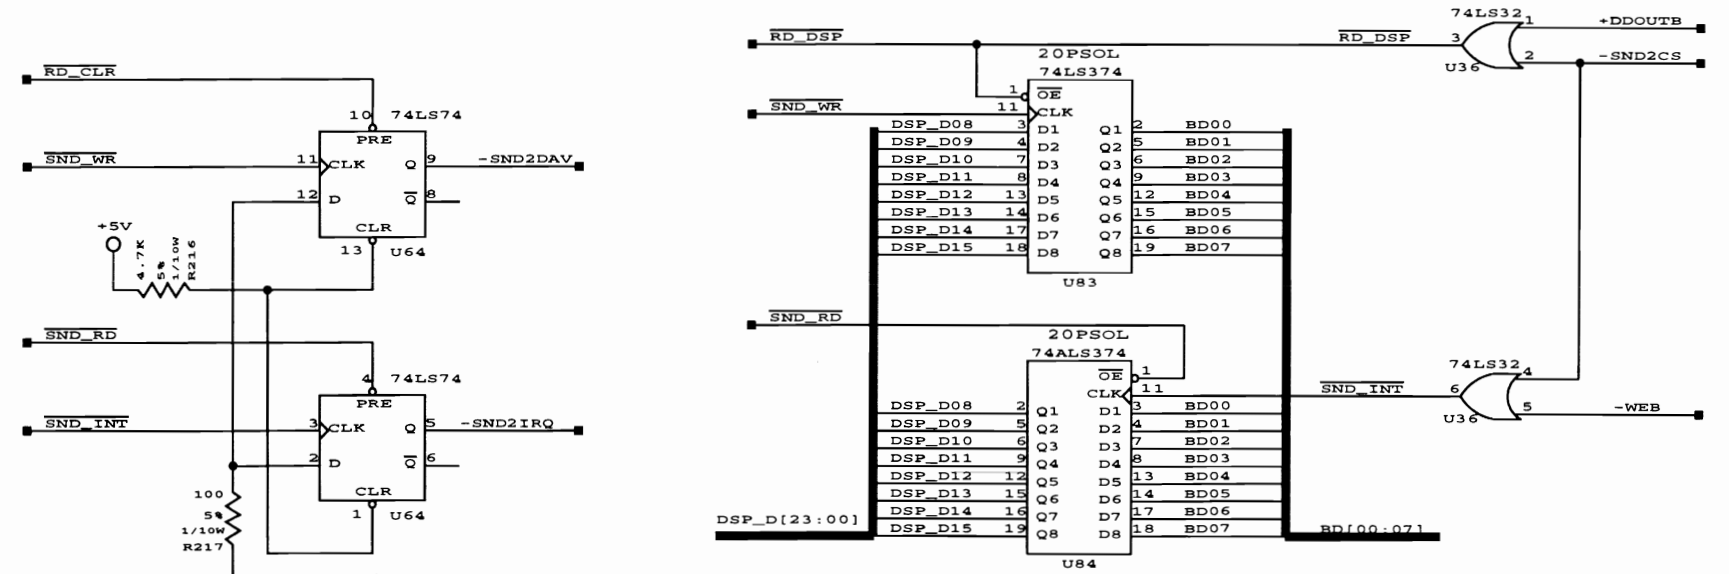 RD_CLR
10 74LS74
PRE
SND_WR 11 CLK Q 9 -SND2DAV
12 D Q 8
CLR
13 U64
+5V
4.7K
5%
1/10W
R216
SND_RD
4 74LS74
PRE
SND_INT 3 CLK Q 5 -SND2IRQ
2 D Q 6
CLR
1 U64
100
5%
1/10W
R217
74LS32 1 +DDOUTB
RD_DSP RD_DSP 3
U36 2 -SND2CS
20PSOL
74LS374
1 OE
SND_WR 11 CLK
DSP_D08 3 D1 Q1 2 BD00
DSP_D09 4 D2 Q2 5 BD01
DSP_D10 7 D3 Q3 6 BD02
DSP_D11 8 D4 Q4 9 BD03
DSP_D12 13 D5 Q5 12 BD04
DSP_D13 14 D6 Q6 15 BD05
DSP_D14 17 D7 Q7 16 BD06
DSP_D15 18 D8 Q8 19 BD07
U83
SND_RD
20PSOL
74ALS374
OE 1
CLK 11 SND_INT 6
74LS32 4
U36 5 -WEB
DSP_D08 2 Q1 D1 3 BD00
DSP_D09 5 Q2 D2 4 BD01
DSP_D10 6 Q3 D3 7 BD02
DSP_D11 9 Q4 D4 8 BD03
DSP_D12 12 Q5 D5 13 BD04
DSP_D13 15 Q6 D6 14 BD05
DSP_D14 16 Q7 D7 17 BD06
DSP_D15 19 Q8 D8 18 BD07
DSP_D[23:00] BD[00:07]
U84